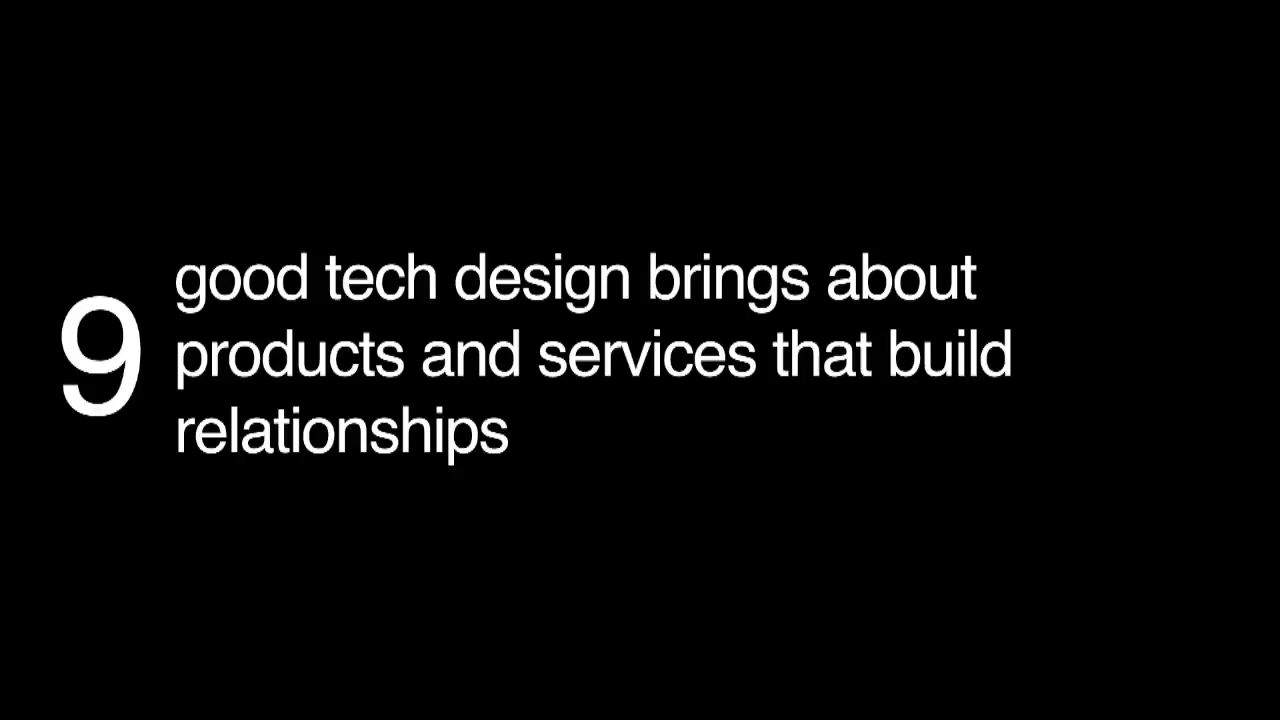 9
good tech design brings about
products and services that build
relationships